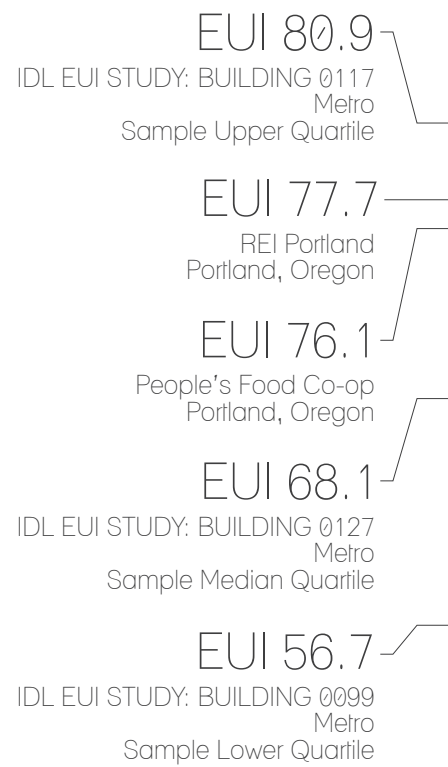 EUI 80.9
IDL EUI STUDY: BUILDING 0117
Metro
Sample Upper Quartile
EUI 77.7
REI Portland
Portland, Oregon
EUI 76.1
People's Food Co-op
Portland, Oregon
EUI 68.1
IDL EUI STUDY: BUILDING 0127
Metro
Sample Median Quartile
EUI 56.7
IDL EUI STUDY: BUILDING 0099
Metro
Sample Lower Quartile